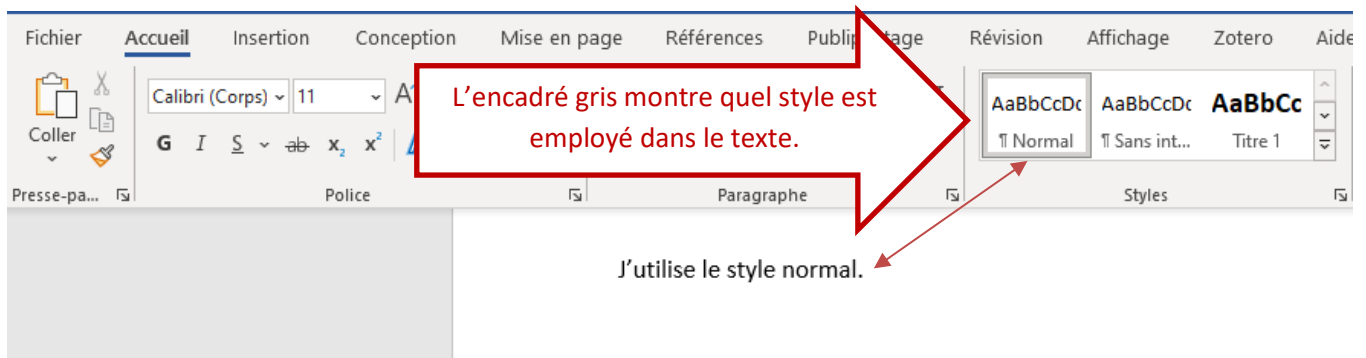 Fichier Accueil Insertion Conception Mise en page Références Révision Affichage Zotero Aide
Calibri (Corps) 11
L'encadré gris montre quel style est
employé dans le texte.
AaBbCcDc AaBbCcDc AaBbCc
Coller
G I S ab x₂ x²
¶ Normal ¶ Sans int... Titre 1
Presse-pa... Police Paragraphe Styles
J'utilise le style normal.